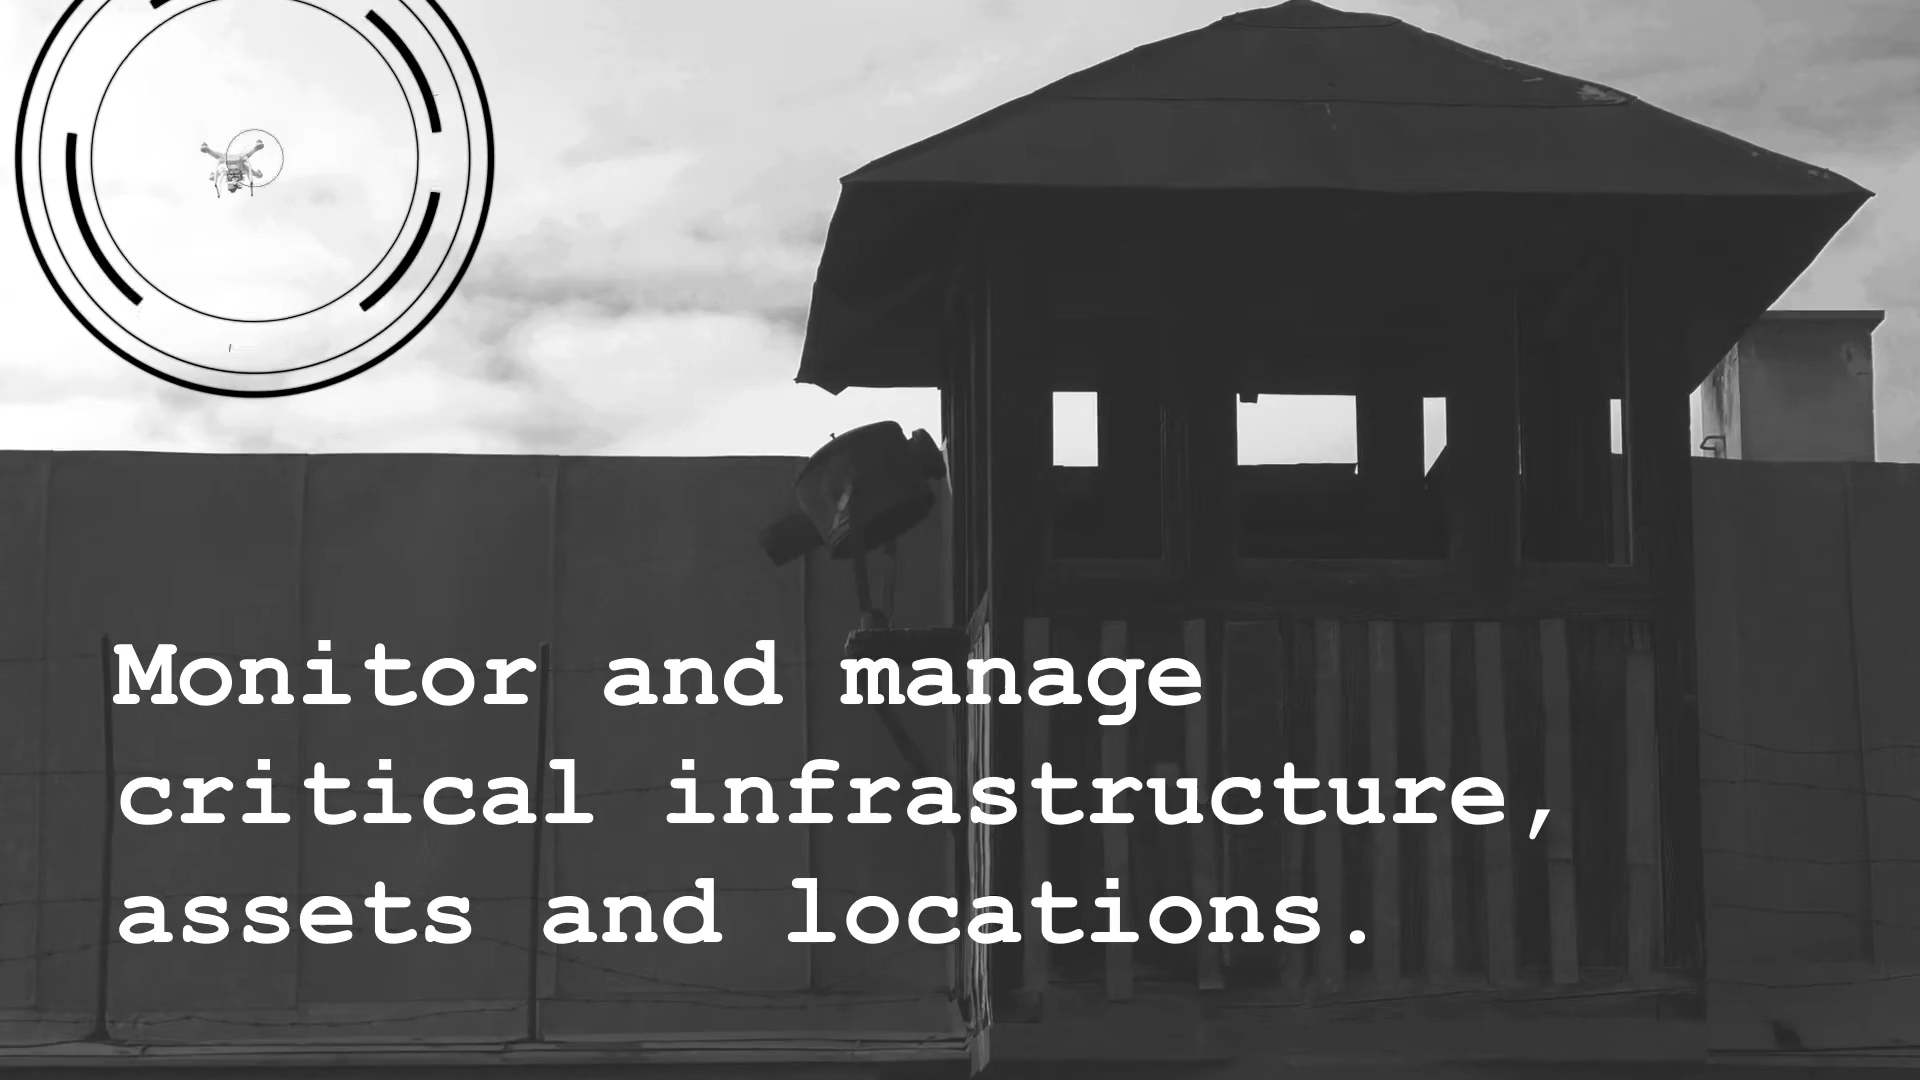 Monitor and manage
critical infrastructure,
assets and locations.